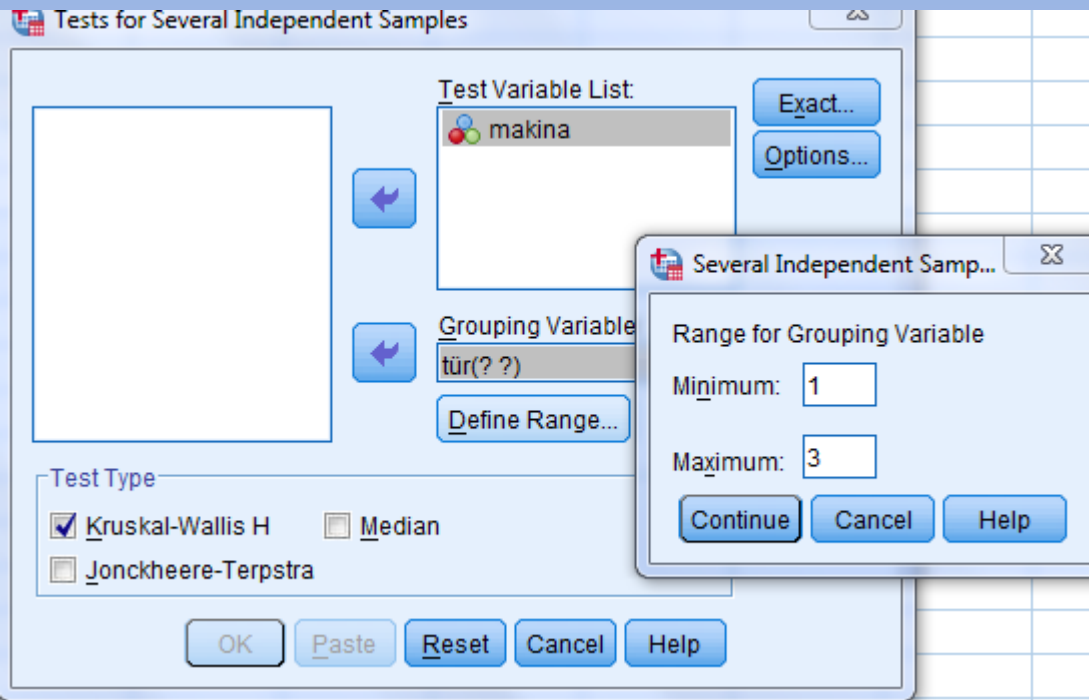 Tests for Several Independent Samples
Test Variable List:
makina
Exact...
Options...
Grouping Variable
tür(? ?)
Define Range...
Test Type
Kruskal-Wallis H
Median
Jonckheere-Terpstra
OK
Paste
Reset
Cancel
Help
Several Independent Samp...
Range for Grouping Variable
Minimum: 1
Maximum: 3
Continue
Cancel
Help